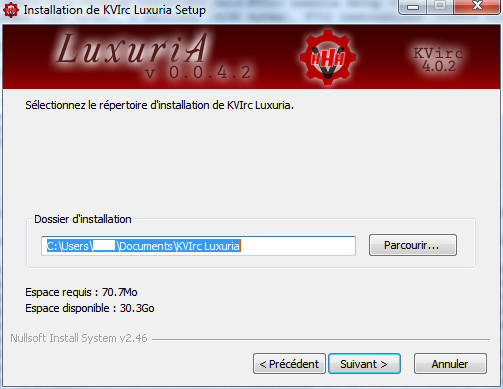 Installation de KVIrc Luxuria Setup
LuxuriA
v 0.0.4.2
HHH
KVirc
4.0.2
Sélectionnez le répertoire d'installation de KVIrc Luxuria.
Dossier d'installation
C:\Users\ \Documents\KVIrc Luxuria
Parcourir...
Espace requis : 70.7Mo
Espace disponible : 30.3Go
Nullsoft Install System v2.46
< Précédent
Suivant >
Annuler